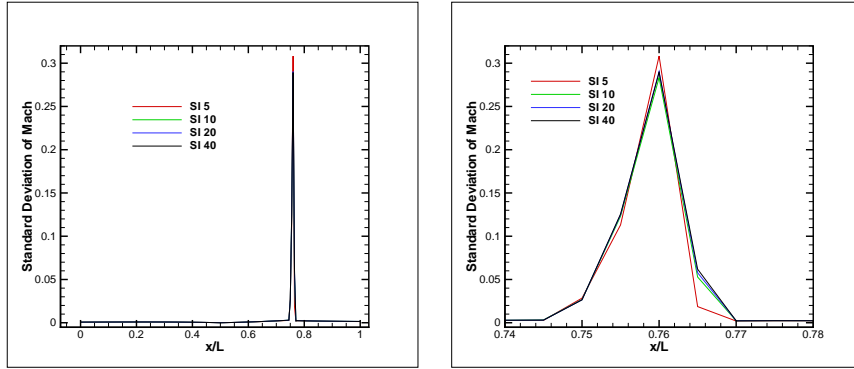 Standard Deviation of Mach
0.3
0.25
0.2
0.15
0.1
0.05
0
SI 5
SI 10
SI 20
SI 40
0 0.2 0.4 0.6 0.8 1
x/L
Standard Deviation of Mach
0.3
0.25
0.2
0.15
0.1
0.05
0
SI 5
SI 10
SI 20
SI 40
0.74 0.75 0.76 0.77 0.78
x/L